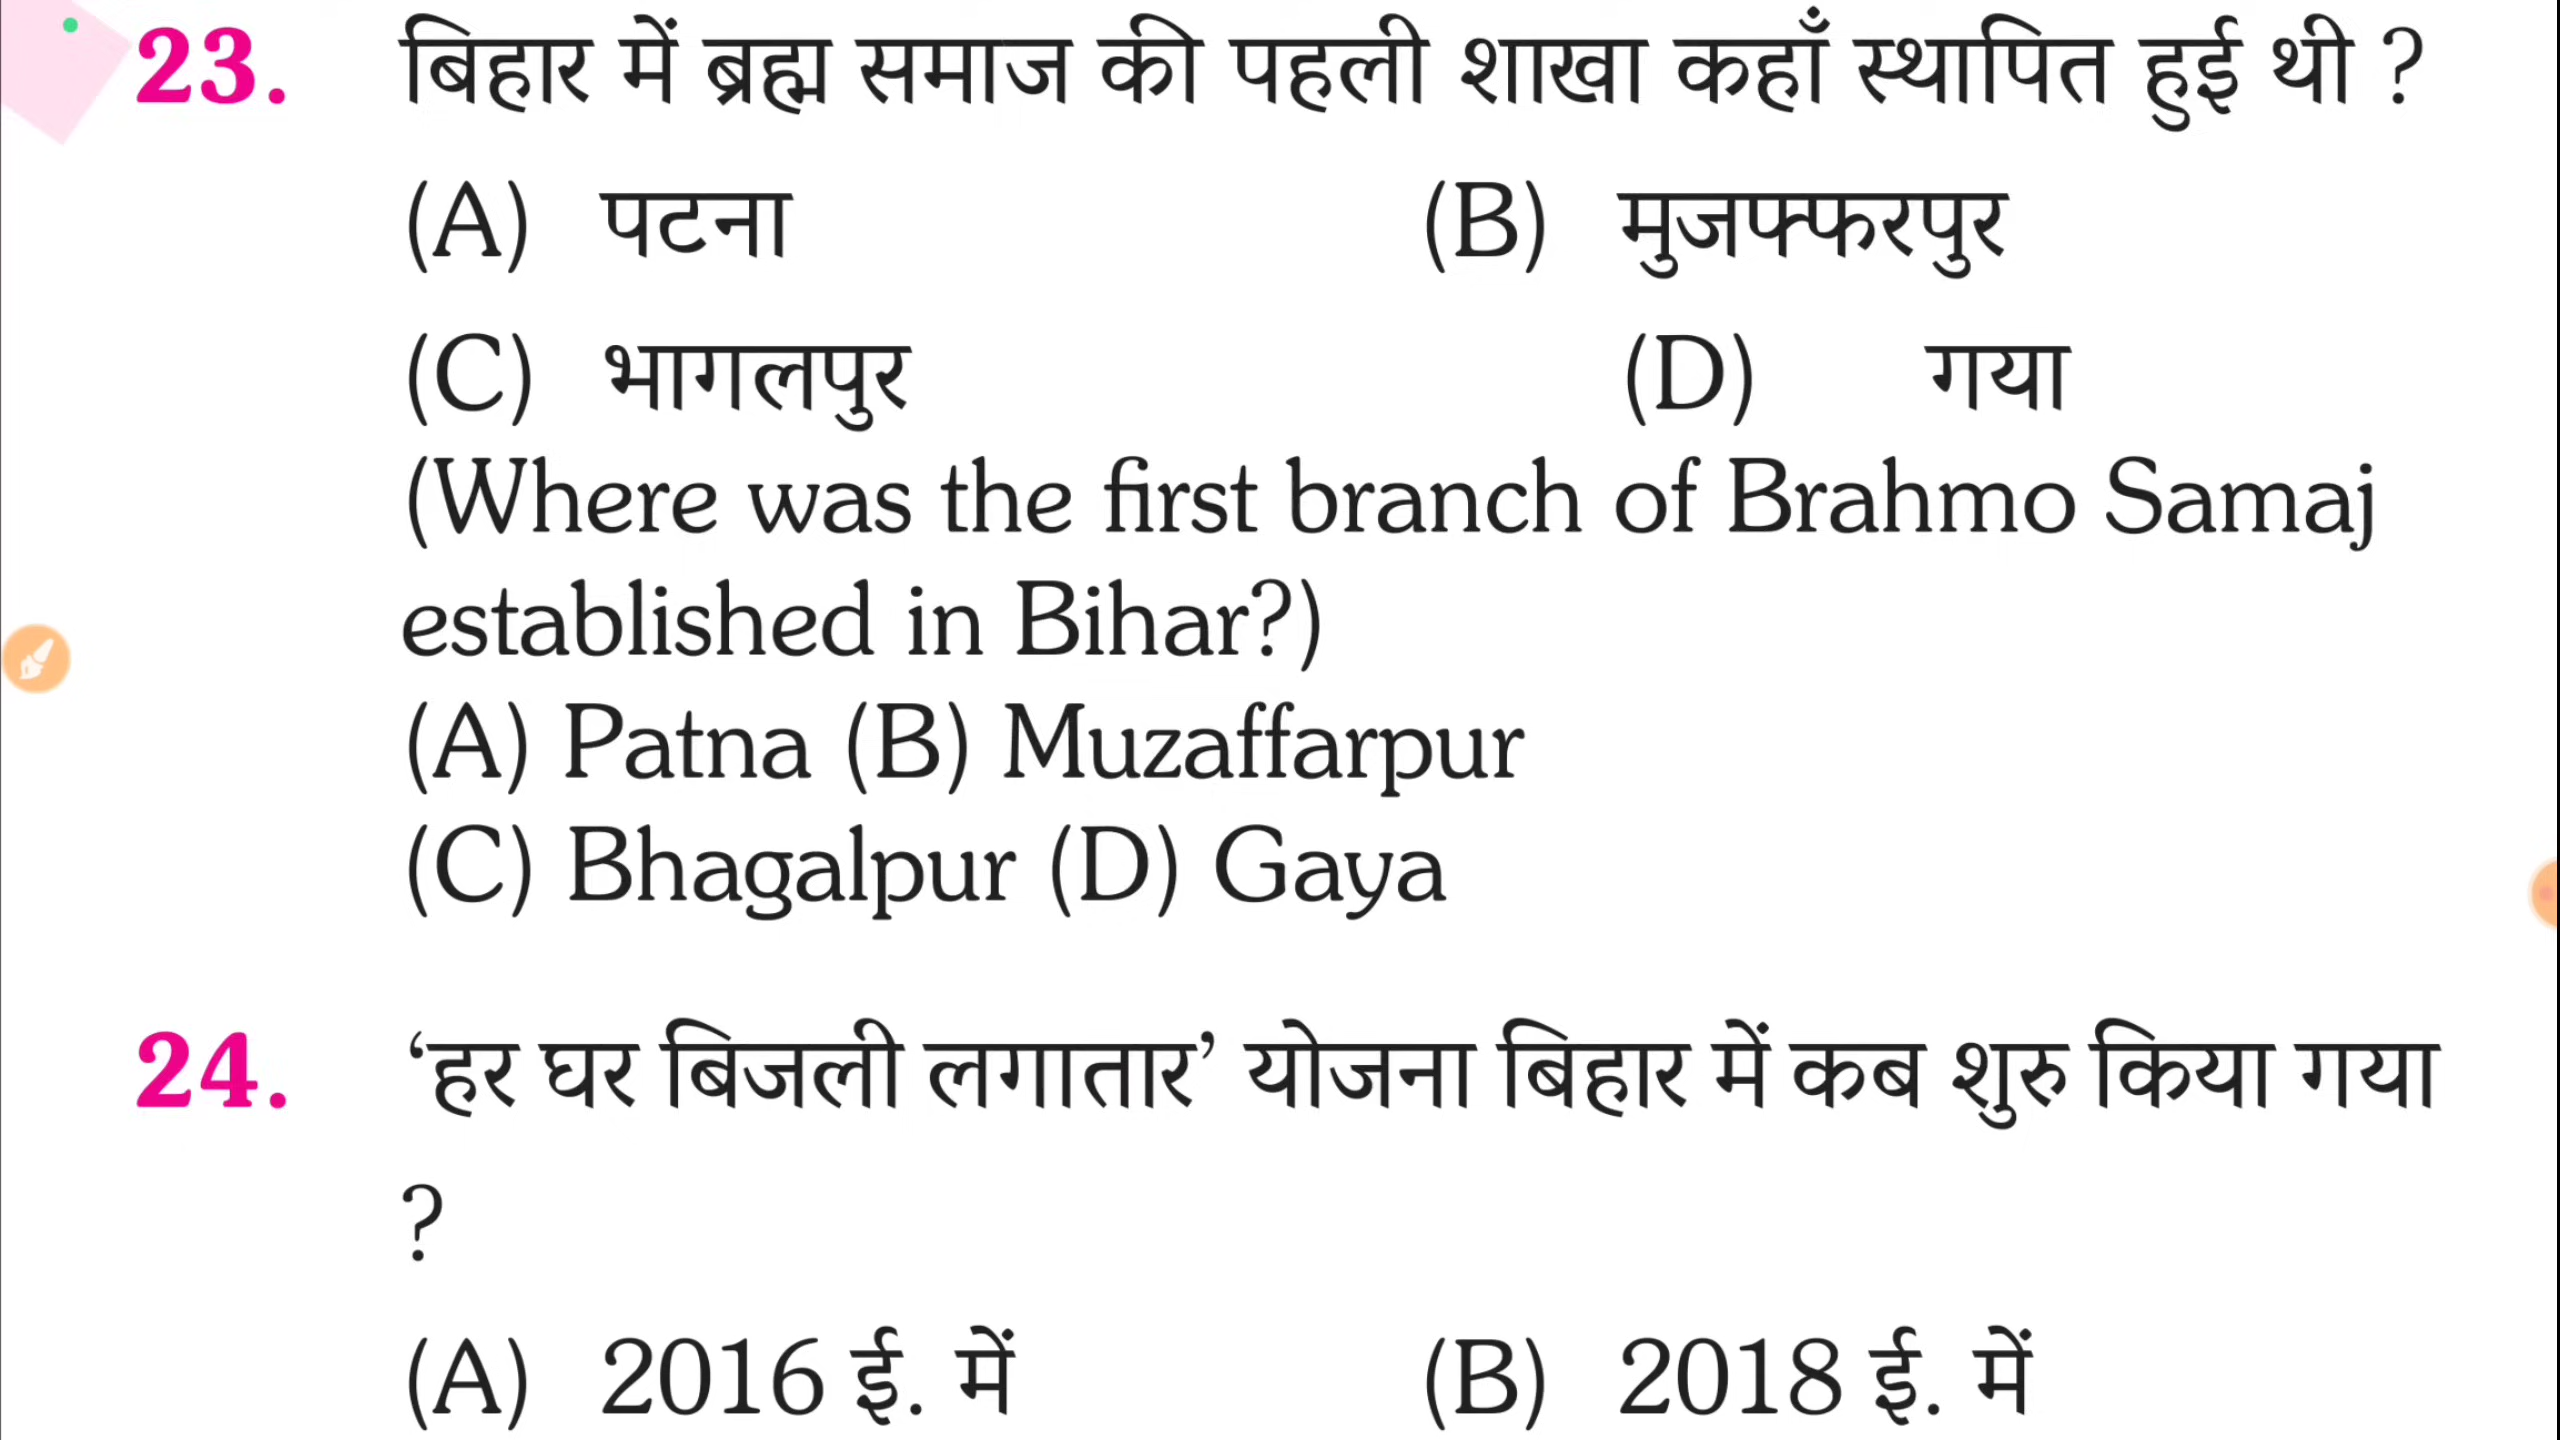 23. बिहार में ब्रह्म समाज की पहली शाखा कहाँ स्थापित हुई थी ?
(A) पटना (B) मुजफ्फरपुर
(C) भागलपुर (D) गया
(Where was the first branch of Brahmo Samaj
established in Bihar?)
(A) Patna (B) Muzaffarpur
(C) Bhagalpur (D) Gaya
24. ‘हर घर बिजली लगातार’ योजना बिहार में कब शुरु किया गया
?
(A) 2016 ई. में (B) 2018 ई. में